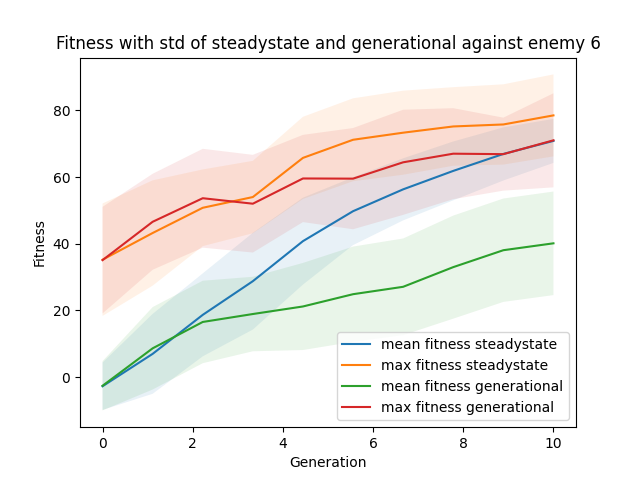 Fitness with std of steadystate and generational against enemy 6
80
60
40
20
0
Fitness
mean fitness steadystate
max fitness steadystate
mean fitness generational
max fitness generational
0 2 4 6 8 10
Generation